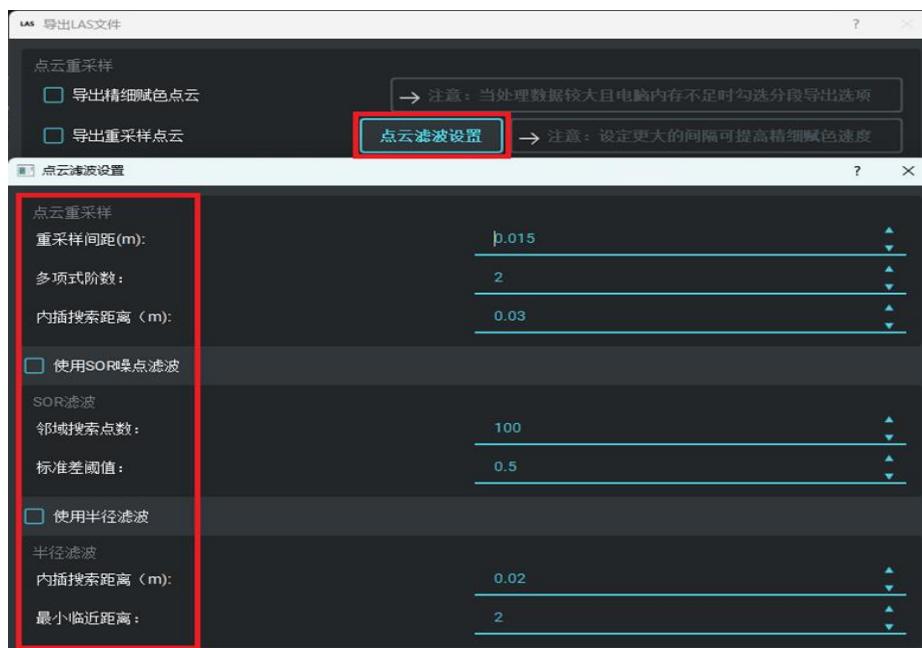 LAS 导出LAS文件 ? ×
点云重采样
导出精细赋色点云 → 注意：当处理数据较大且电脑内存不足时勾选分段导出选项
导出重采样点云 点云滤波设置 → 注意：设定更大的间隔可提高精细赋色速度
点云滤波设置 ? ×
点云重采样
重采样间距(m): 0.015
多项式阶数： 2
内插搜索距离（m): 0.03
使用SOR噪点滤波
SOR滤波
邻域搜索点数： 100
标准差阈值： 0.5
使用半径滤波
半径滤波
内插搜索距离（m): 0.02
最小临近距离： 2